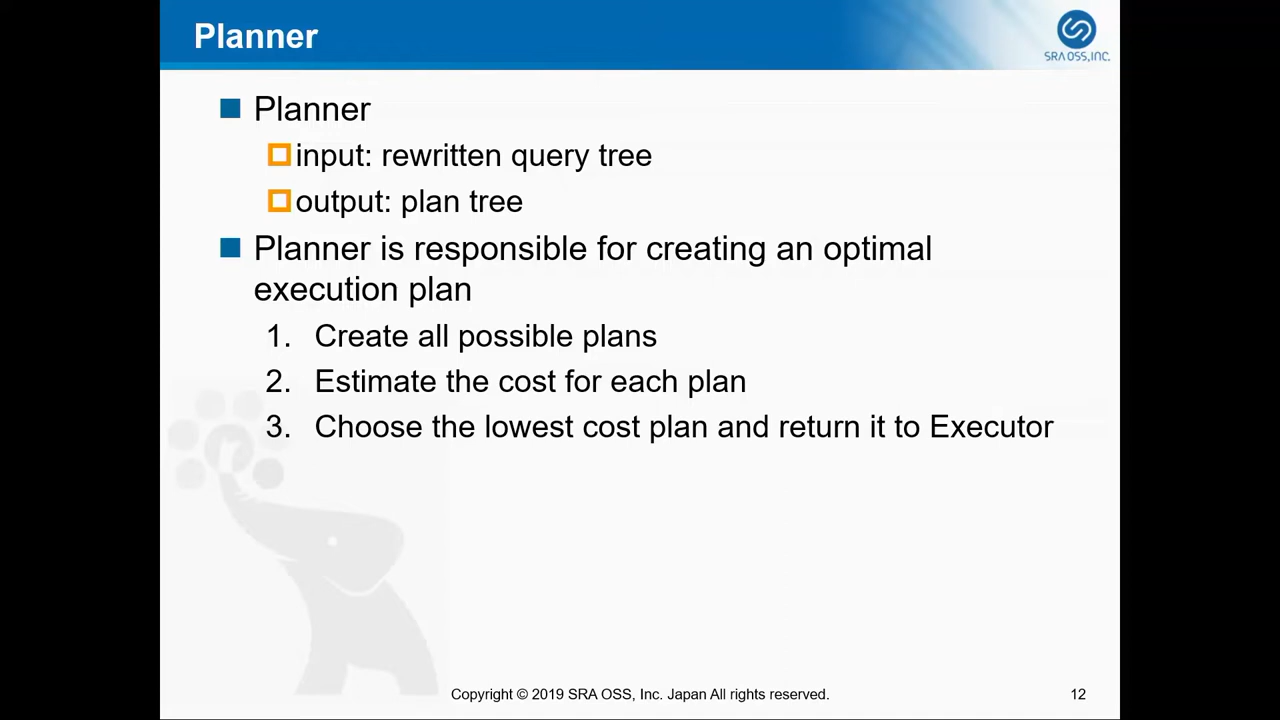 Planner
SRA OSS, INC.
Planner
input: rewritten query tree
output: plan tree
Planner is responsible for creating an optimal
execution plan
1. Create all possible plans
2. Estimate the cost for each plan
3. Choose the lowest cost plan and return it to Executor
Copyright © 2019 SRA OSS, Inc. Japan All rights reserved.
12